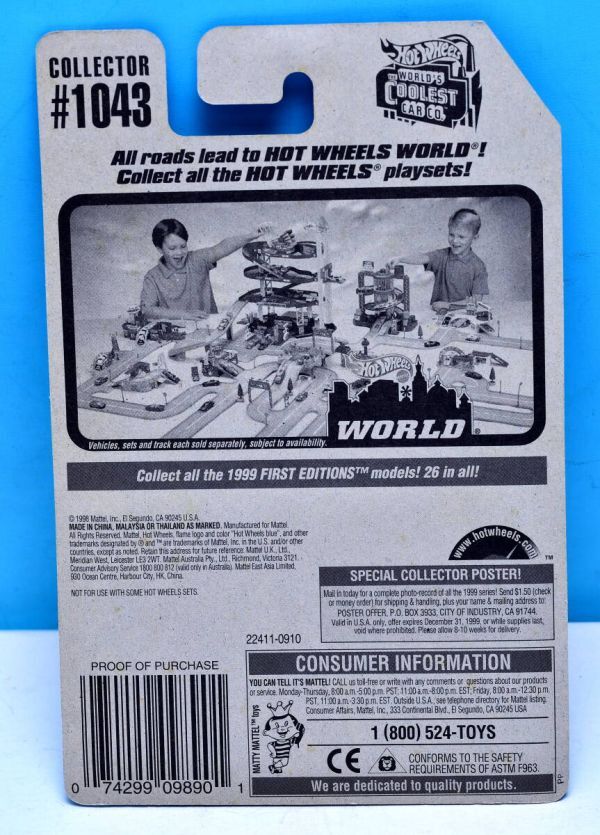 COLLECTOR
#1043
Hot Wheels
THE WORLD'S
COOLEST
CAR CO.™
All roads lead to HOT WHEELS WORLD®!
Collect all the HOT WHEELS® playsets!
Hot Wheels
WORLD®
Vehicles, sets and track each sold separately, subject to availability.
Collect all the 1999 FIRST EDITIONS™ models! 26 in all!
© 1998 Mattel, Inc., El Segundo, CA 90245 U.S.A.
MADE IN CHINA, MALAYSIA OR THAILAND AS MARKED. Manufactured for Mattel.
All Rights Reserved. Mattel, Hot Wheels, flame logo and color "Hot Wheels blue", and other
trademarks designated by ® and ™ are trademarks of Mattel, Inc. in the U.S. and/or other
countries, except as noted. Retain this address for future reference: Mattel U.K., Ltd.,
Meridian West, Leicester LE3 2WT. Mattel Australia Pty., Ltd., Richmond, Victoria 3121.
Consumer Advisory Service 1800 800 812 (valid only in Australia). Mattel East Asia Limited,
930 Ocean Centre, Harbour City, HK, China.
NOT FOR USE WITH SOME HOT WHEELS SETS.
www.hotwheels.com
™
SPECIAL COLLECTOR POSTER!
Mail in today for a complete photo-record of all the 1999 series! Send $1.50 (check
or money order) for shipping & handling, plus your name & mailing address to:
POSTER OFFER, P.O. BOX 3933, CITY OF INDUSTRY, CA 91744.
Valid in U.S.A. only, offer expires December 31, 1999, or while supplies last,
void where prohibited. Please allow 8-10 weeks for delivery.
22411-0910
PROOF OF PURCHASE
0 74299 09890 1
CONSUMER INFORMATION
YOU CAN TELL IT'S MATTEL! CALL us toll-free or write with any comments or questions about our products
or service. Monday-Thursday, 8:00 a.m.-5:00 p.m. PST, 11:00 a.m.-8:00 p.m. EST; Friday, 8:00 a.m.-12:30 p.m.
PST, 11:00 a.m.-3:30 p.m. EST. Outside U.S.A., see telephone directory for Mattel listing.
Consumer Affairs, Mattel, Inc., 333 Continental Blvd., El Segundo, CA 90245 USA
MATTY MATTEL™ toys
1 (800) 524-TOYS
CE
CONFORMS TO THE SAFETY
REQUIREMENTS OF ASTM F963.
We are dedicated to quality products.
PP